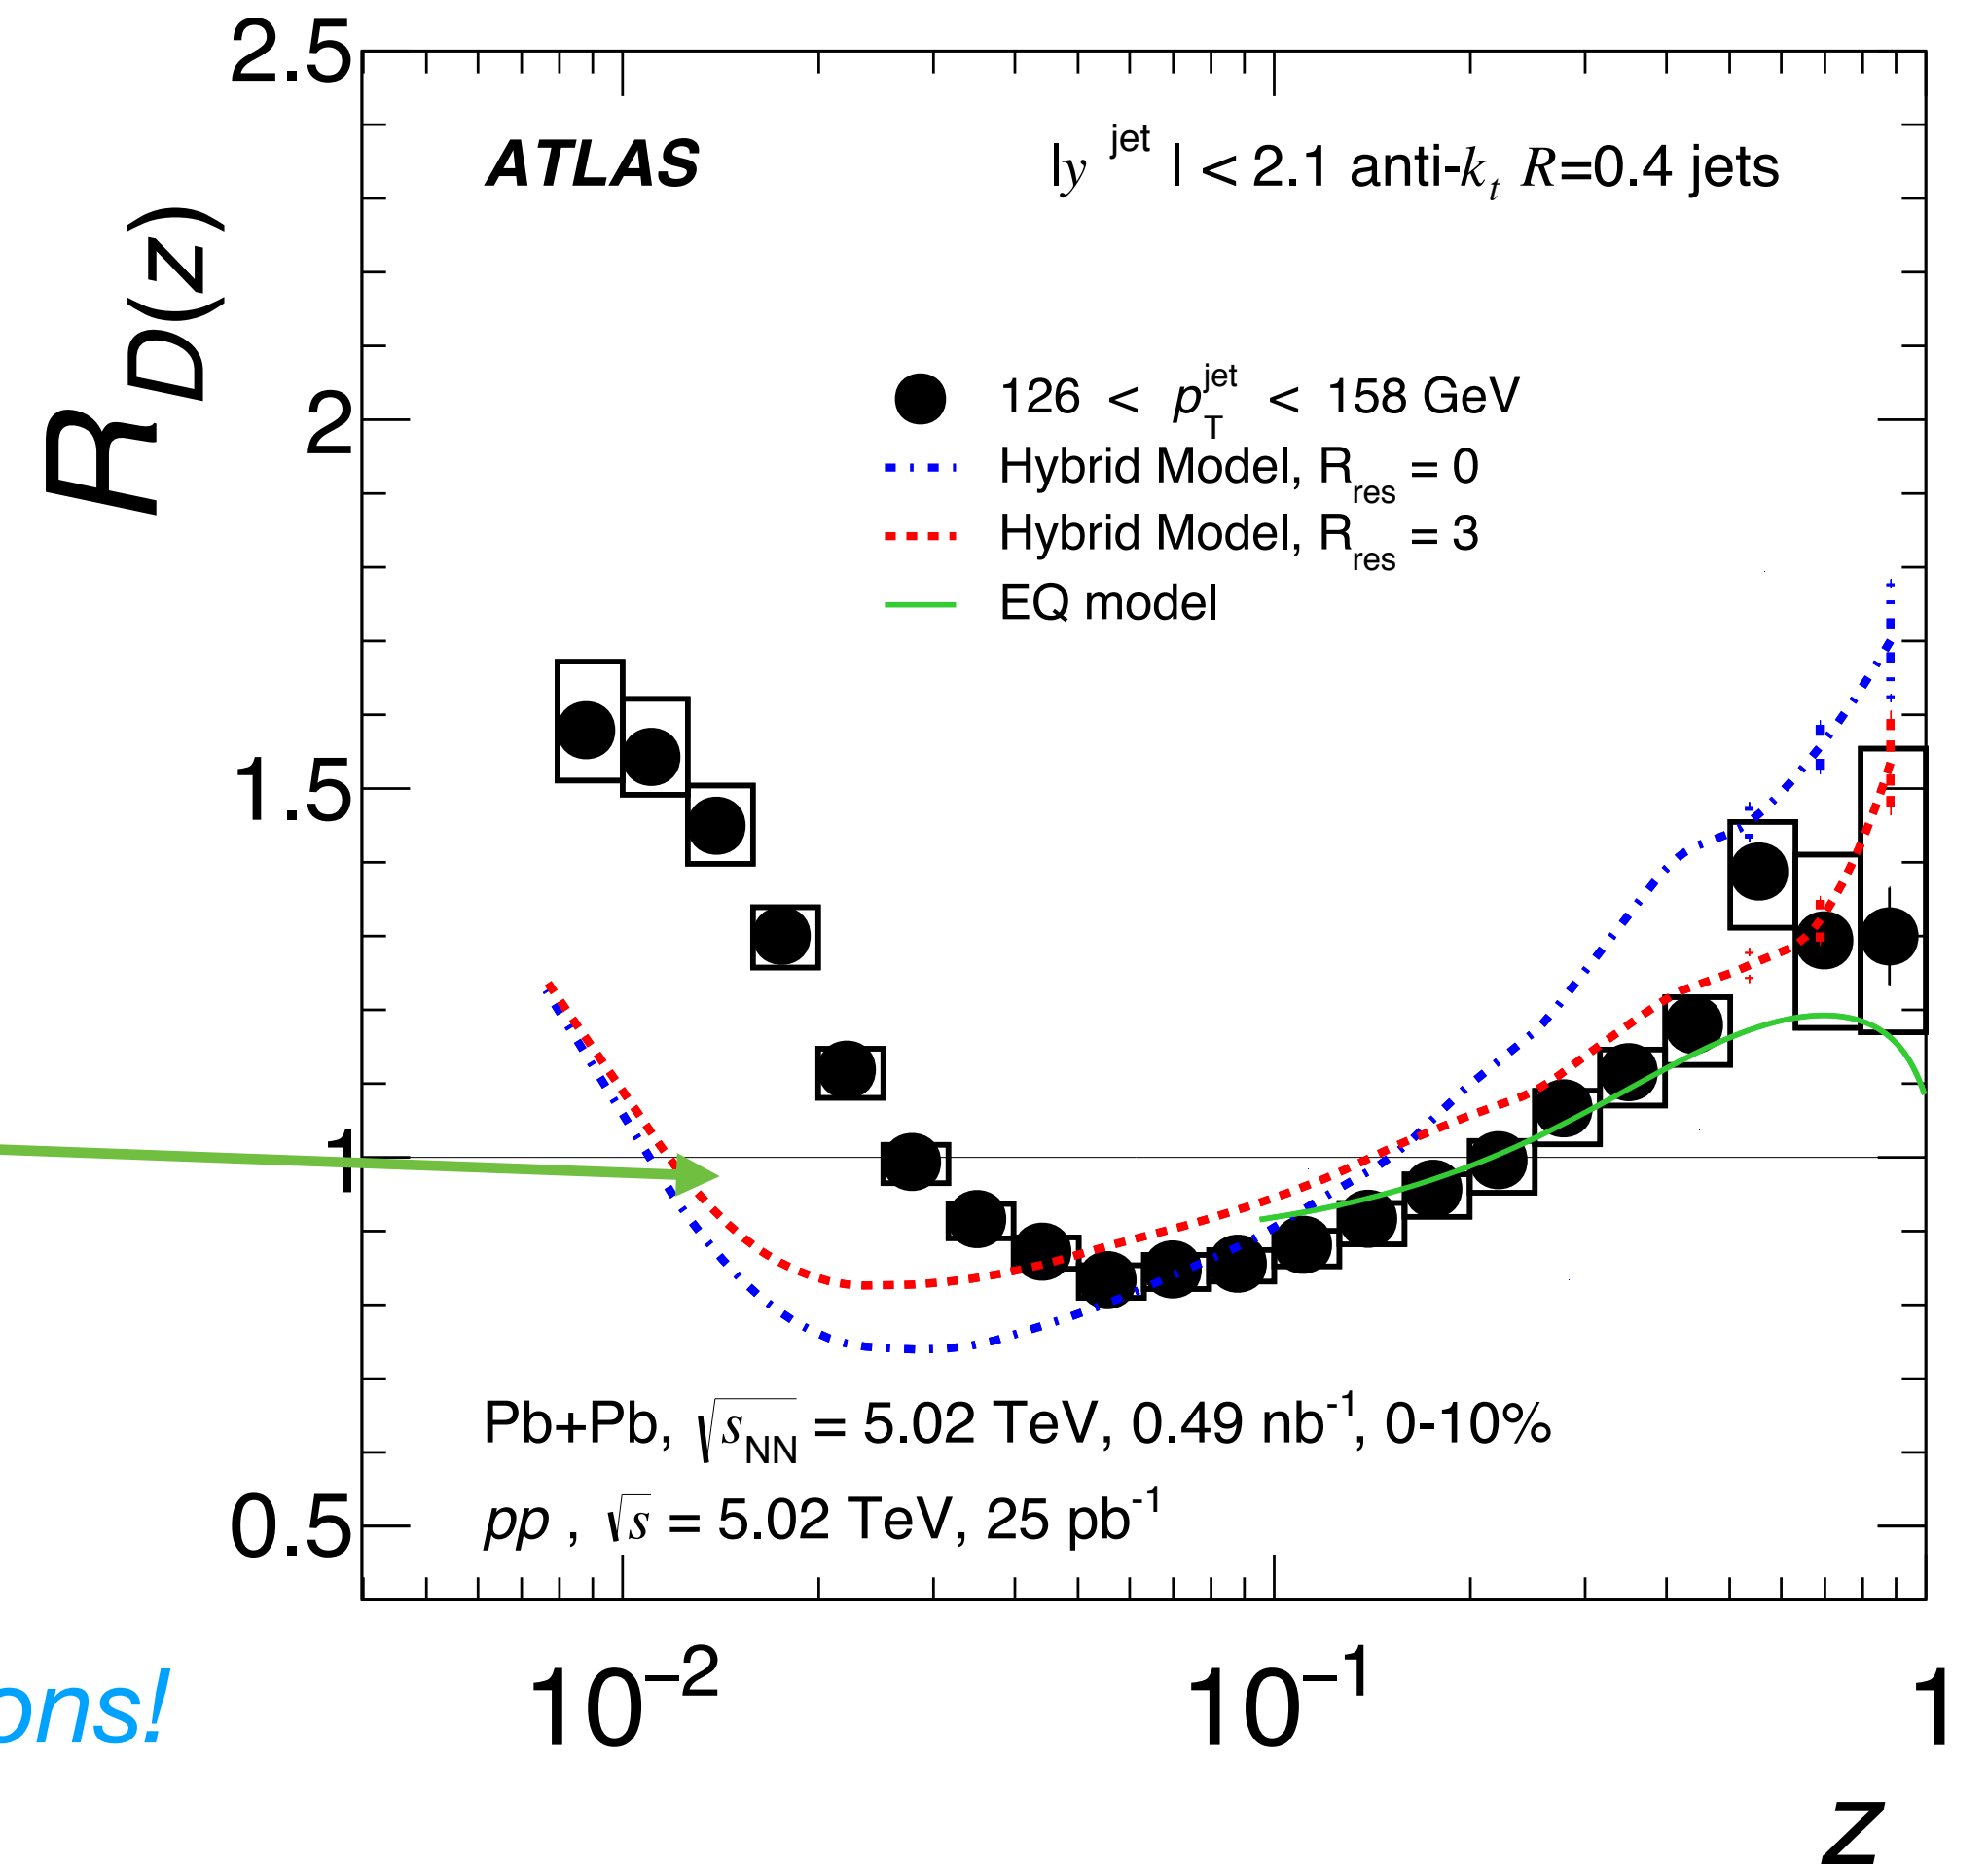 2.5
ATLAS
|y^jet| < 2.1 anti-k_t R=0.4 jets
R_D(z)
2
126 < p_T^jet < 158 GeV
Hybrid Model, R_res = 0
Hybrid Model, R_res = 3
EQ model
1.5
1
Pb+Pb, √s_NN = 5.02 TeV, 0.49 nb^-1, 0-10%
0.5
pp , √s = 5.02 TeV, 25 pb^-1
10^−2
10^−1
1
ons!
z